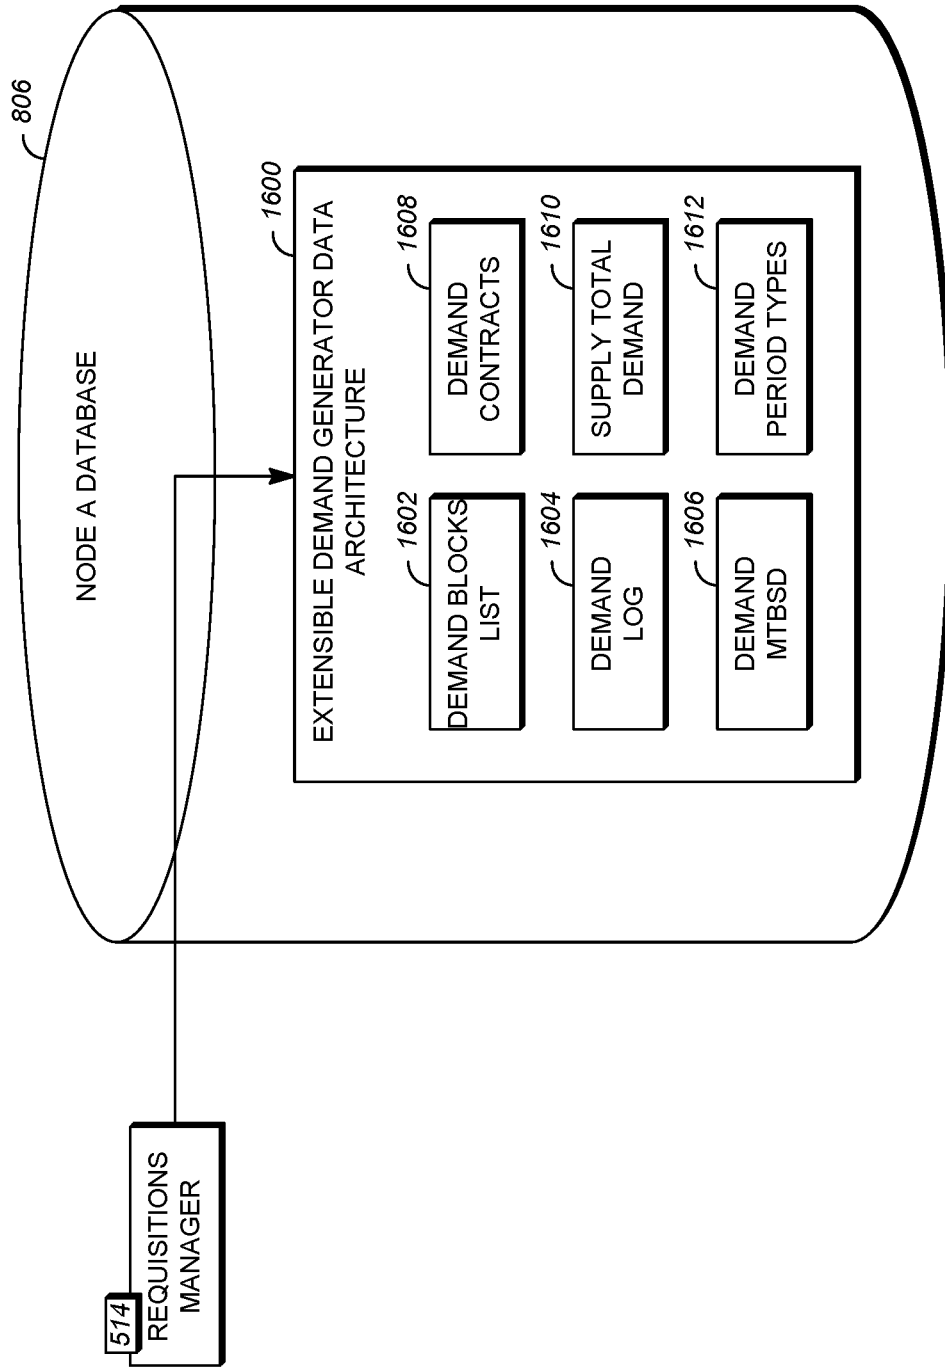 514
REQUISITIONS
MANAGER
NODE A DATABASE
806
1600
EXTENSIBLE DEMAND GENERATOR DATA
ARCHITECTURE
1602
DEMAND BLOCKS
LIST
1608
DEMAND
CONTRACTS
1604
DEMAND
LOG
1610
SUPPLY TOTAL
DEMAND
1606
DEMAND
MTBSD
1612
DEMAND
PERIOD TYPES